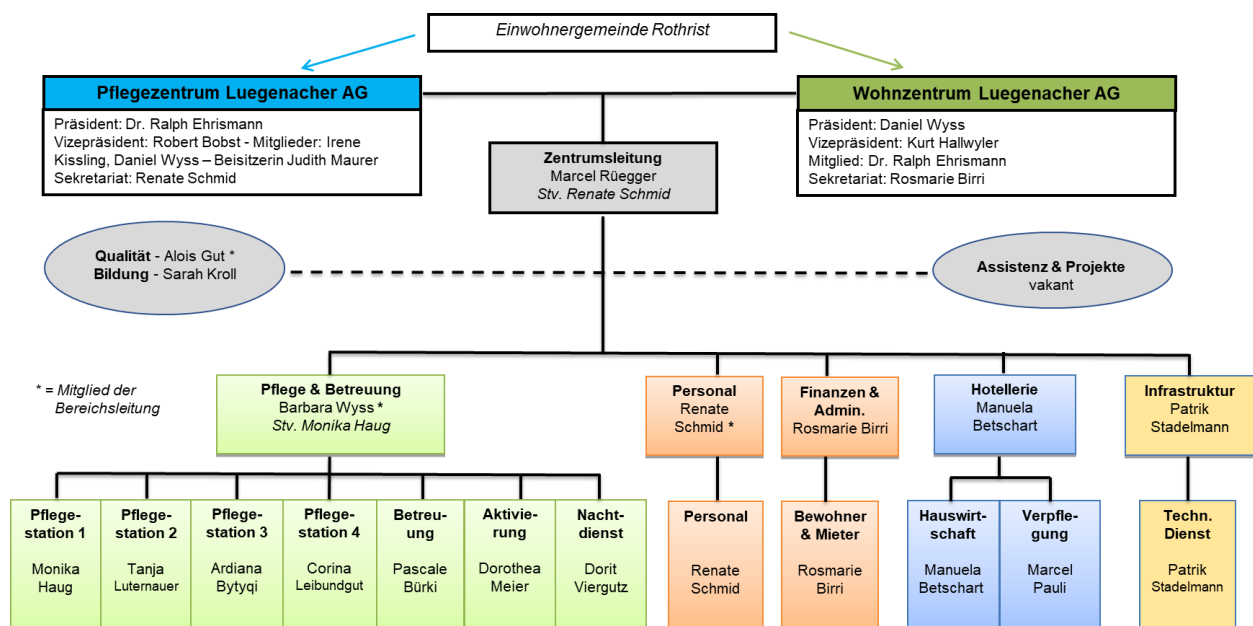 Einwohnergemeinde Rothrist
Pflegezentrum Luegenacher AG
Präsident: Dr. Ralph Ehrismann
Vizepräsident: Robert Bobst - Mitglieder: Irene
Kissling, Daniel Wyss – Beisitzerin Judith Maurer
Sekretariat: Renate Schmid
Wohnzentrum Luegenacher AG
Präsident: Daniel Wyss
Vizepräsident: Kurt Hallwyler
Mitglied: Dr. Ralph Ehrismann
Sekretariat: Rosmarie Birri
Zentrumsleitung
Marcel Rüegger
Stv. Renate Schmid
Qualität - Alois Gut *
Bildung - Sarah Kroll
Assistenz & Projekte
vakant
* = Mitglied der
Bereichsleitung
Pflege & Betreuung
Barbara Wyss *
Stv. Monika Haug
Personal
Renate
Schmid *
Finanzen &
Admin.
Rosmarie Birri
Hotellerie
Manuela
Betschart
Infrastruktur
Patrik
Stadelmann
Pflege-
station 1
Monika
Haug
Pflege-
station 2
Tanja
Luternauer
Pfleg-
station 3
Ardiana
Bytyqi
Pfleg-
station 4
Corina
Leibundgut
Betreu-
ung
Pascale
Bürki
Aktivie-
rung
Dorothea
Meier
Nacht-
dienst
Dorit
Viergutz
Personal
Renate
Schmid
Bewohner
& Mieter
Rosmarie
Birri
Hauswirt-
schaft
Manuela
Betschart
Verpfle-
gung
Marcel
Pauli
Techn.
Dienst
Patrik
Stadelmann